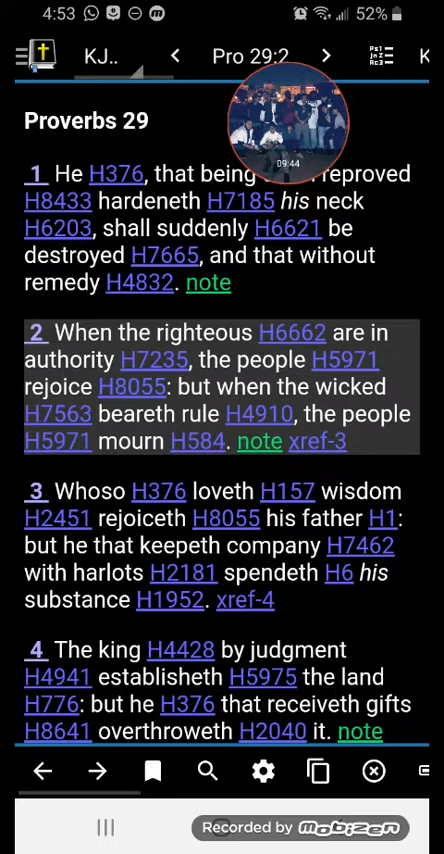 4:53 52%
KJ.. Pro 29:2 K
09:44
Proverbs 29
1 He H376, that being reproved
H8433 hardeneth H7185 his neck
H6203, shall suddenly H6621 be
destroyed H7665, and that without
remedy H4832. note
2 When the righteous H6662 are in
authority H7235, the people H5971
rejoice H8055: but when the wicked
H7563 beareth rule H4910, the people
H5971 mourn H584. note xref-3
3 Whoso H376 loveth H157 wisdom
H2451 rejoiceth H8055 his father H1:
but he that keepeth company H7462
with harlots H2181 spendeth H6 his
substance H1952. xref-4
4 The king H4428 by judgment
H4941 establisheth H5975 the land
H776: but he H376 that receiveth gifts
H8641 overthroweth H2040 it. note
Recorded by Mobizen